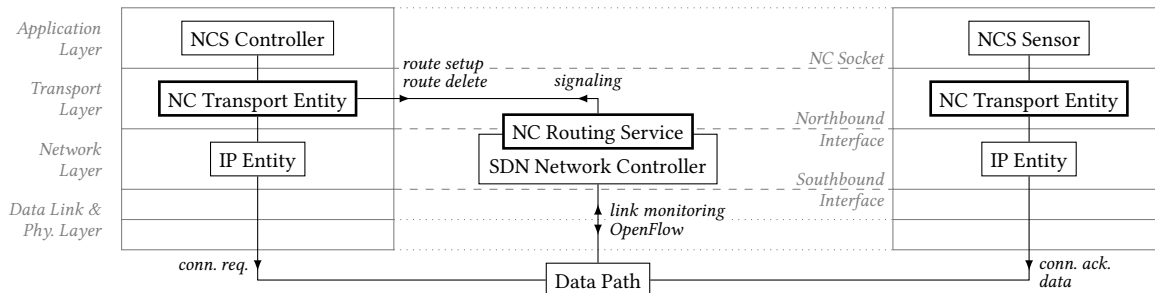 Application
Layer
NCS Controller
NCS Sensor
route setup
route delete
NC Socket
Transport
Layer
NC Transport Entity
signaling
NC Transport Entity
NC Routing Service
Northbound
Interface
Network
Layer
IP Entity
SDN Network Controller
IP Entity
Southbound
Interface
Data Link &
Phy. Layer
link monitoring
OpenFlow
conn. req.
Data Path
conn. ack.
data